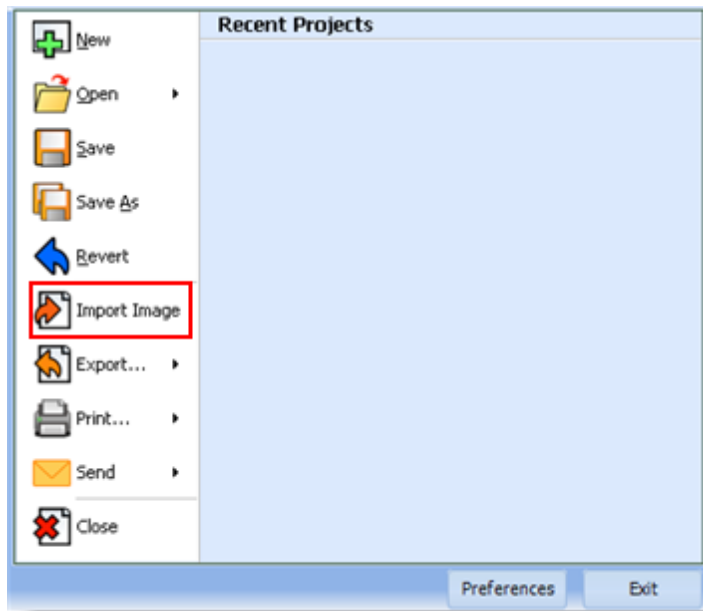 New
Recent Projects
Open
Save
Save As
Revert
Import Image
Export...
Print...
Send
Close
Preferences
Exit